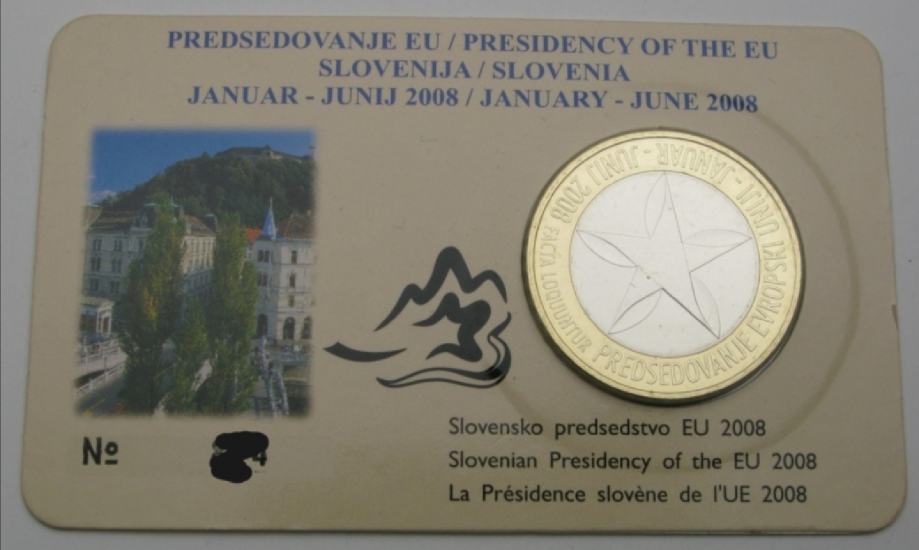 PREDSEDOVANJE EU / PRESIDENCY OF THE EU
SLOVENIJA / SLOVENIA
JANUAR - JUNIJ 2008 / JANUARY - JUNE 2008
PREDSEDOVANJE EVROPSKI UNIJI - JANUAR - JUNIJ 2008 FACTA LOQUUNTUR
Nº 4
Slovensko predsedstvo EU 2008
Slovenian Presidency of the EU 2008
La Présidence slovène de l'UE 2008